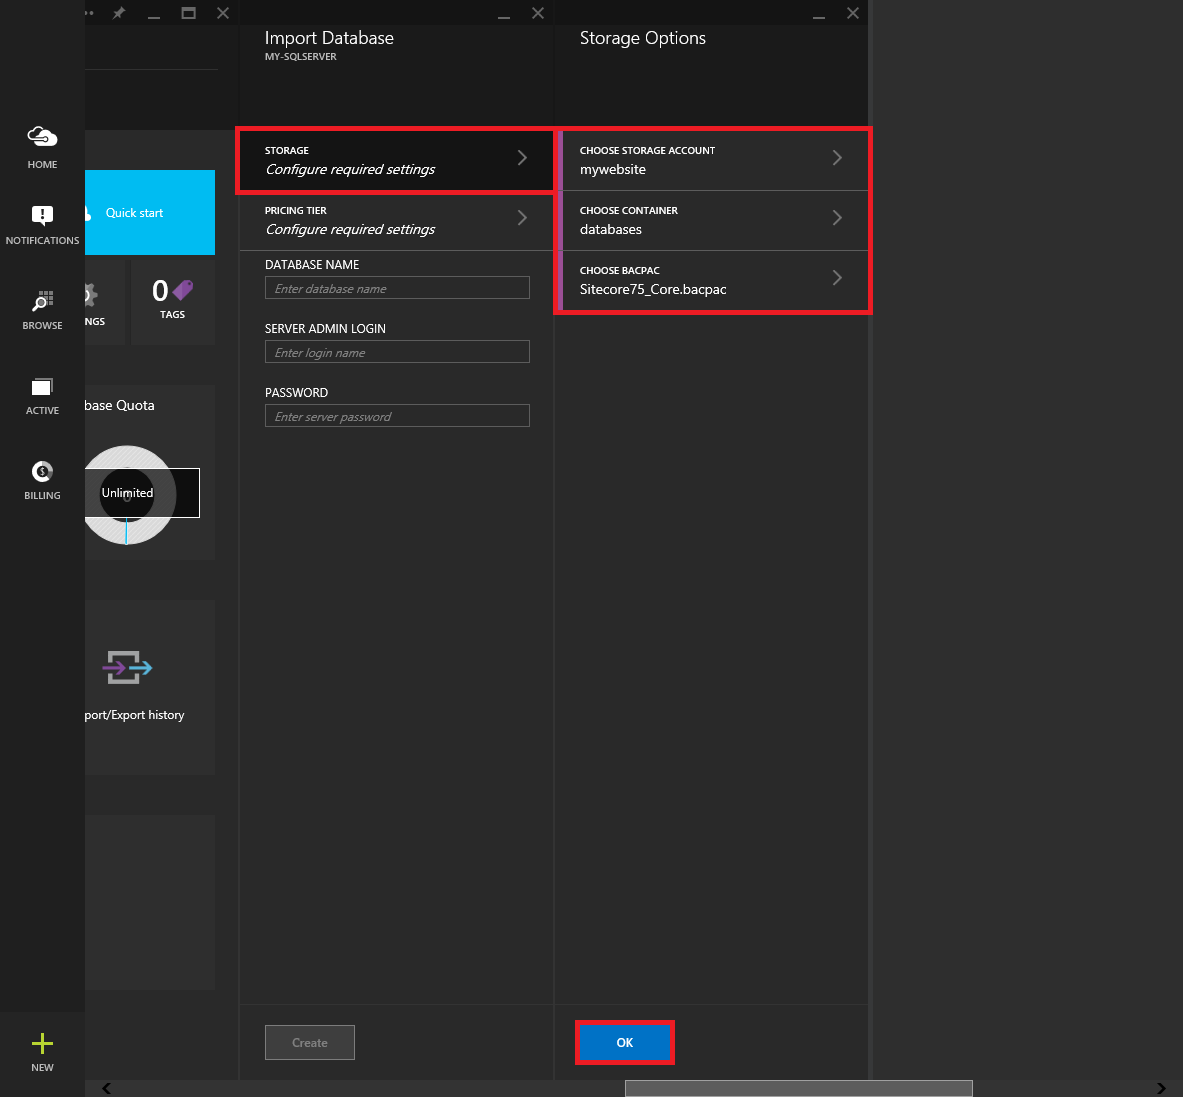 HOME
NOTIFICATIONS
BROWSE
ACTIVE
BILLING
NEW
Quick start
NGS
0
TAGS
base Quota
Unlimited
port/Export history
Import Database
MY-SQLSERVER
STORAGE
Configure required settings
PRICING TIER
Configure required settings
DATABASE NAME
Enter database name
SERVER ADMIN LOGIN
Enter login name
PASSWORD
Enter server password
Create
Storage Options
CHOOSE STORAGE ACCOUNT
mywebsite
CHOOSE CONTAINER
databases
CHOOSE BACPAC
Sitecore75_Core.bacpac
OK